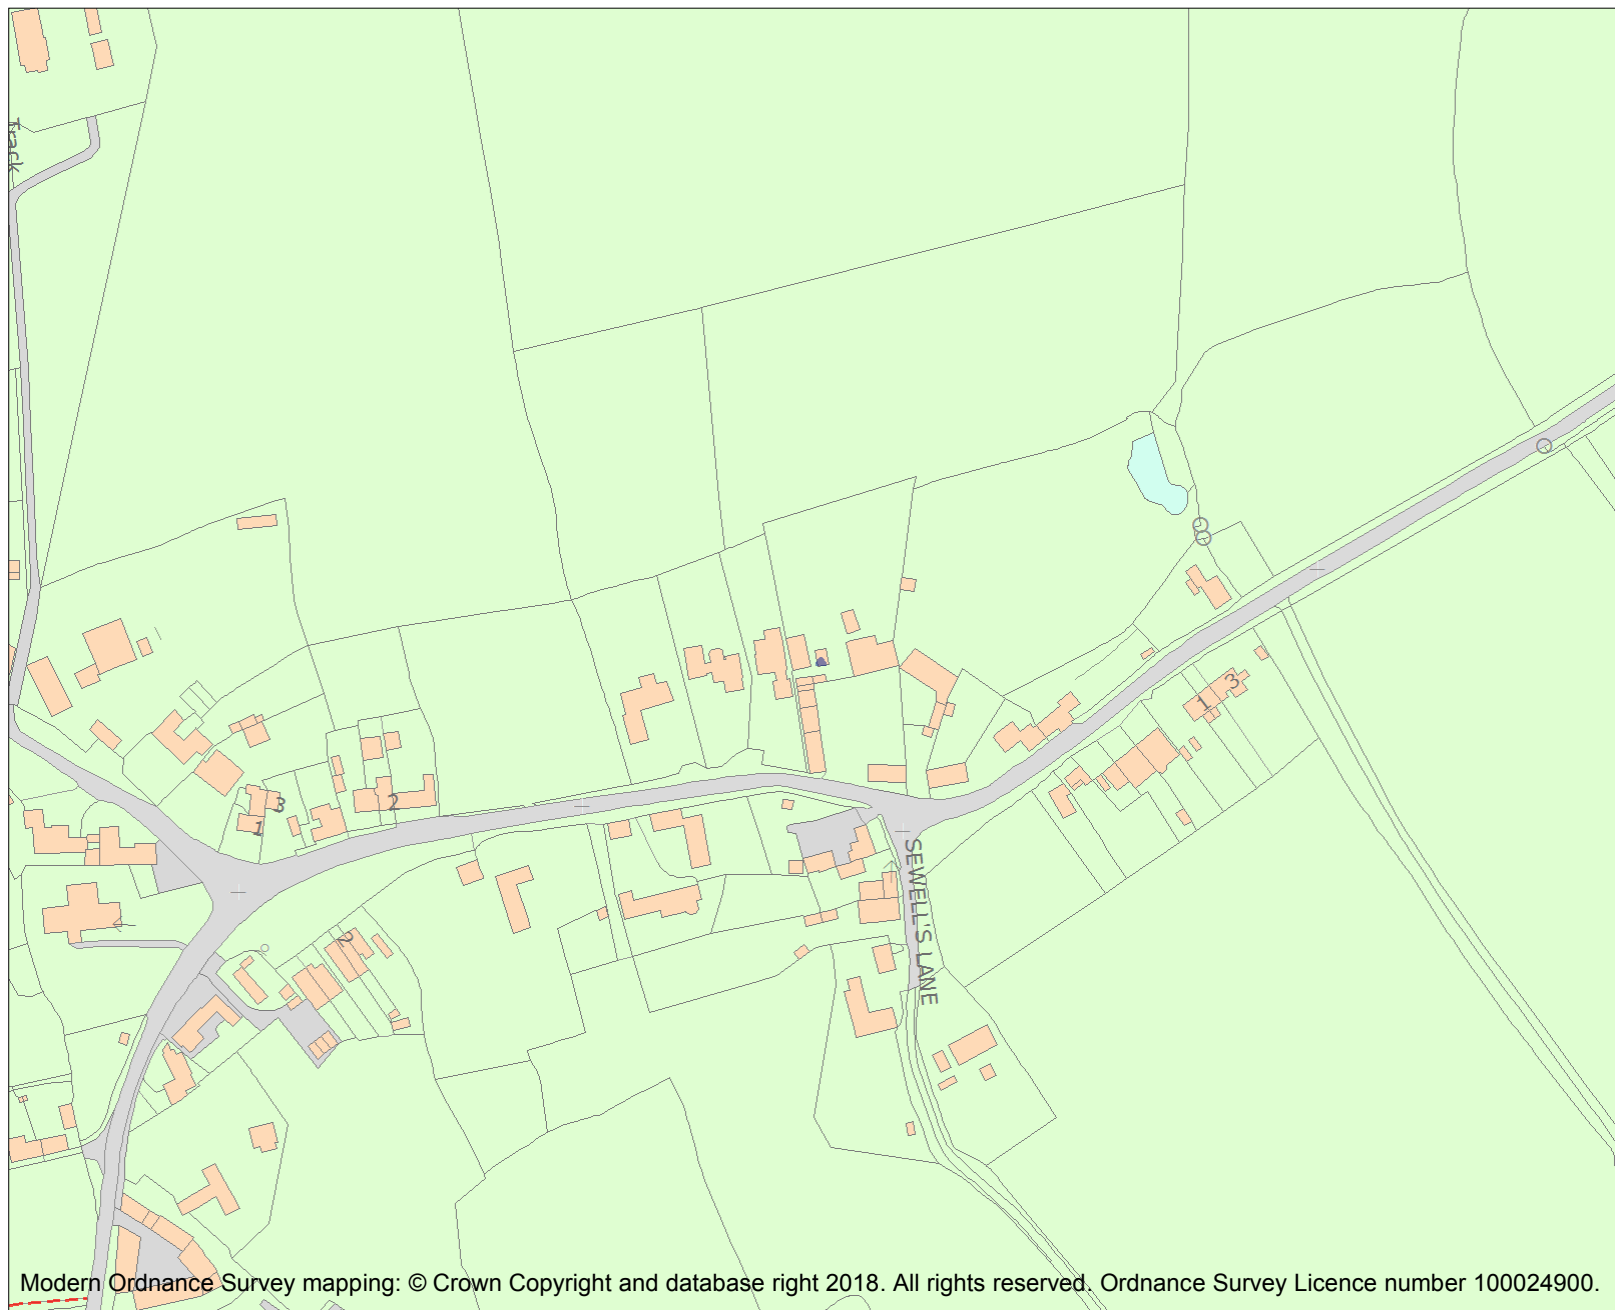 Track
3
1
2
3
1
2
SEWELL'S LANE
Modern Ordnance Survey mapping: © Crown Copyright and database right 2018. All rights reserved. Ordnance Survey Licence number 100024900.